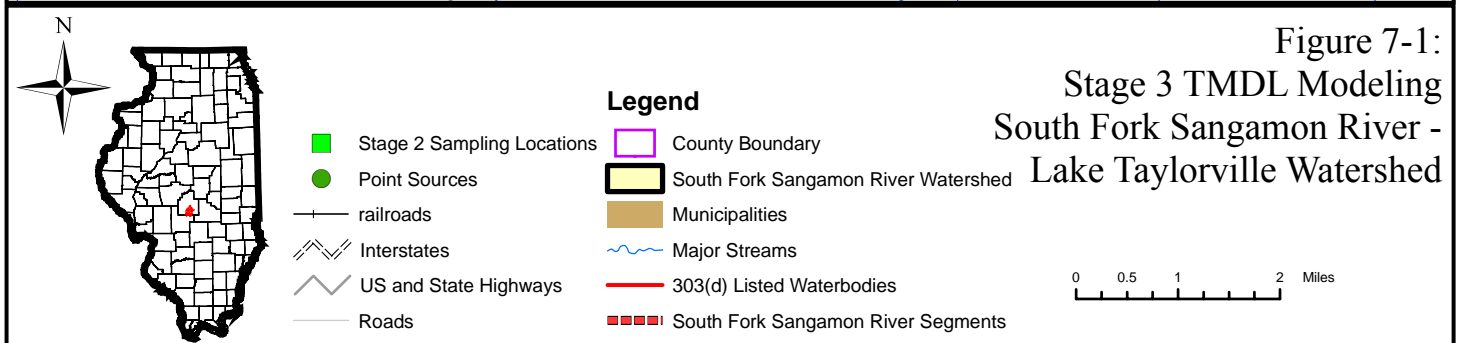 N
Figure 7-1:
Stage 3 TMDL Modeling
South Fork Sangamon River -
Lake Taylorville Watershed
Legend
Stage 2 Sampling Locations
Point Sources
railroads
Interstates
US and State Highways
Roads
County Boundary
South Fork Sangamon River Watershed
Municipalities
Major Streams
303(d) Listed Waterbodies
South Fork Sangamon River Segments
0 0.5 1 2 Miles